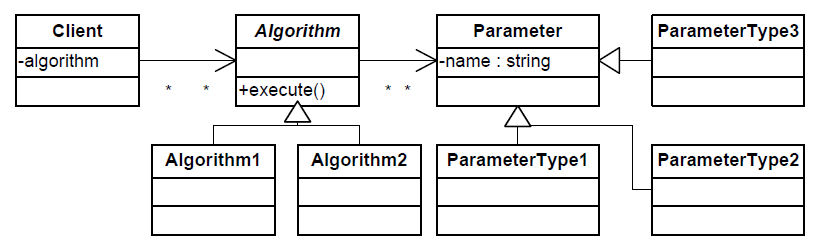 Client
-algorithm
Algorithm
+execute()
Parameter
-name : string
ParameterType3
* *
* *
Algorithm1
Algorithm2
ParameterType1
ParameterType2